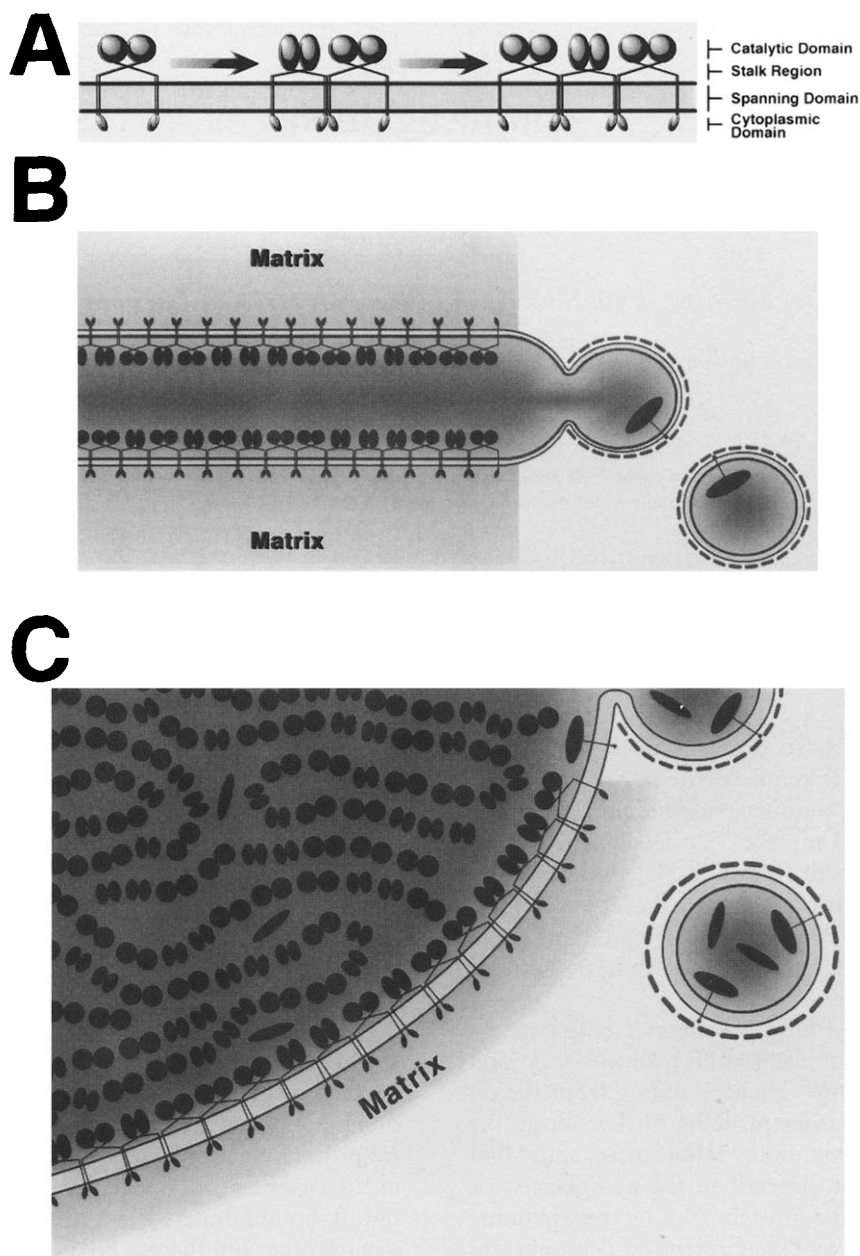 A
Catalytic Domain
Stalk Region
Spanning Domain
Cytoplasmic
Domain
B
Matrix
Matrix
C
Matrix